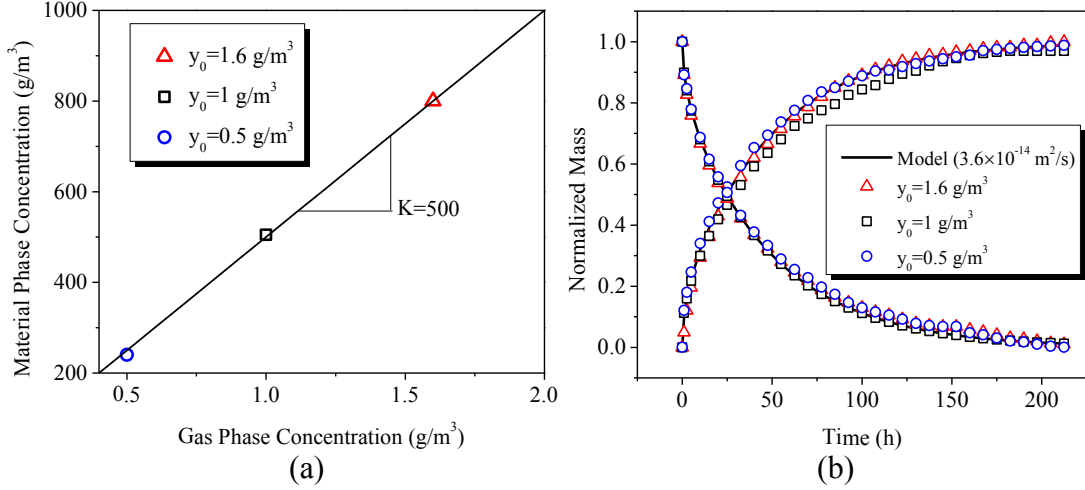 1000
800
600
400
200
0.5
1.0
1.5
2.0
Material Phase Concentration (g/m³)
Gas Phase Concentration (g/m³)
y₀=1.6 g/m³
y₀=1 g/m³
y₀=0.5 g/m³
K=500
(a)
1.0
0.8
0.6
0.4
0.2
0.0
0
50
100
150
200
Normalized Mass
Time (h)
Model (3.6×10⁻¹⁴ m²/s)
y₀=1.6 g/m³
y₀=1 g/m³
y₀=0.5 g/m³
(b)